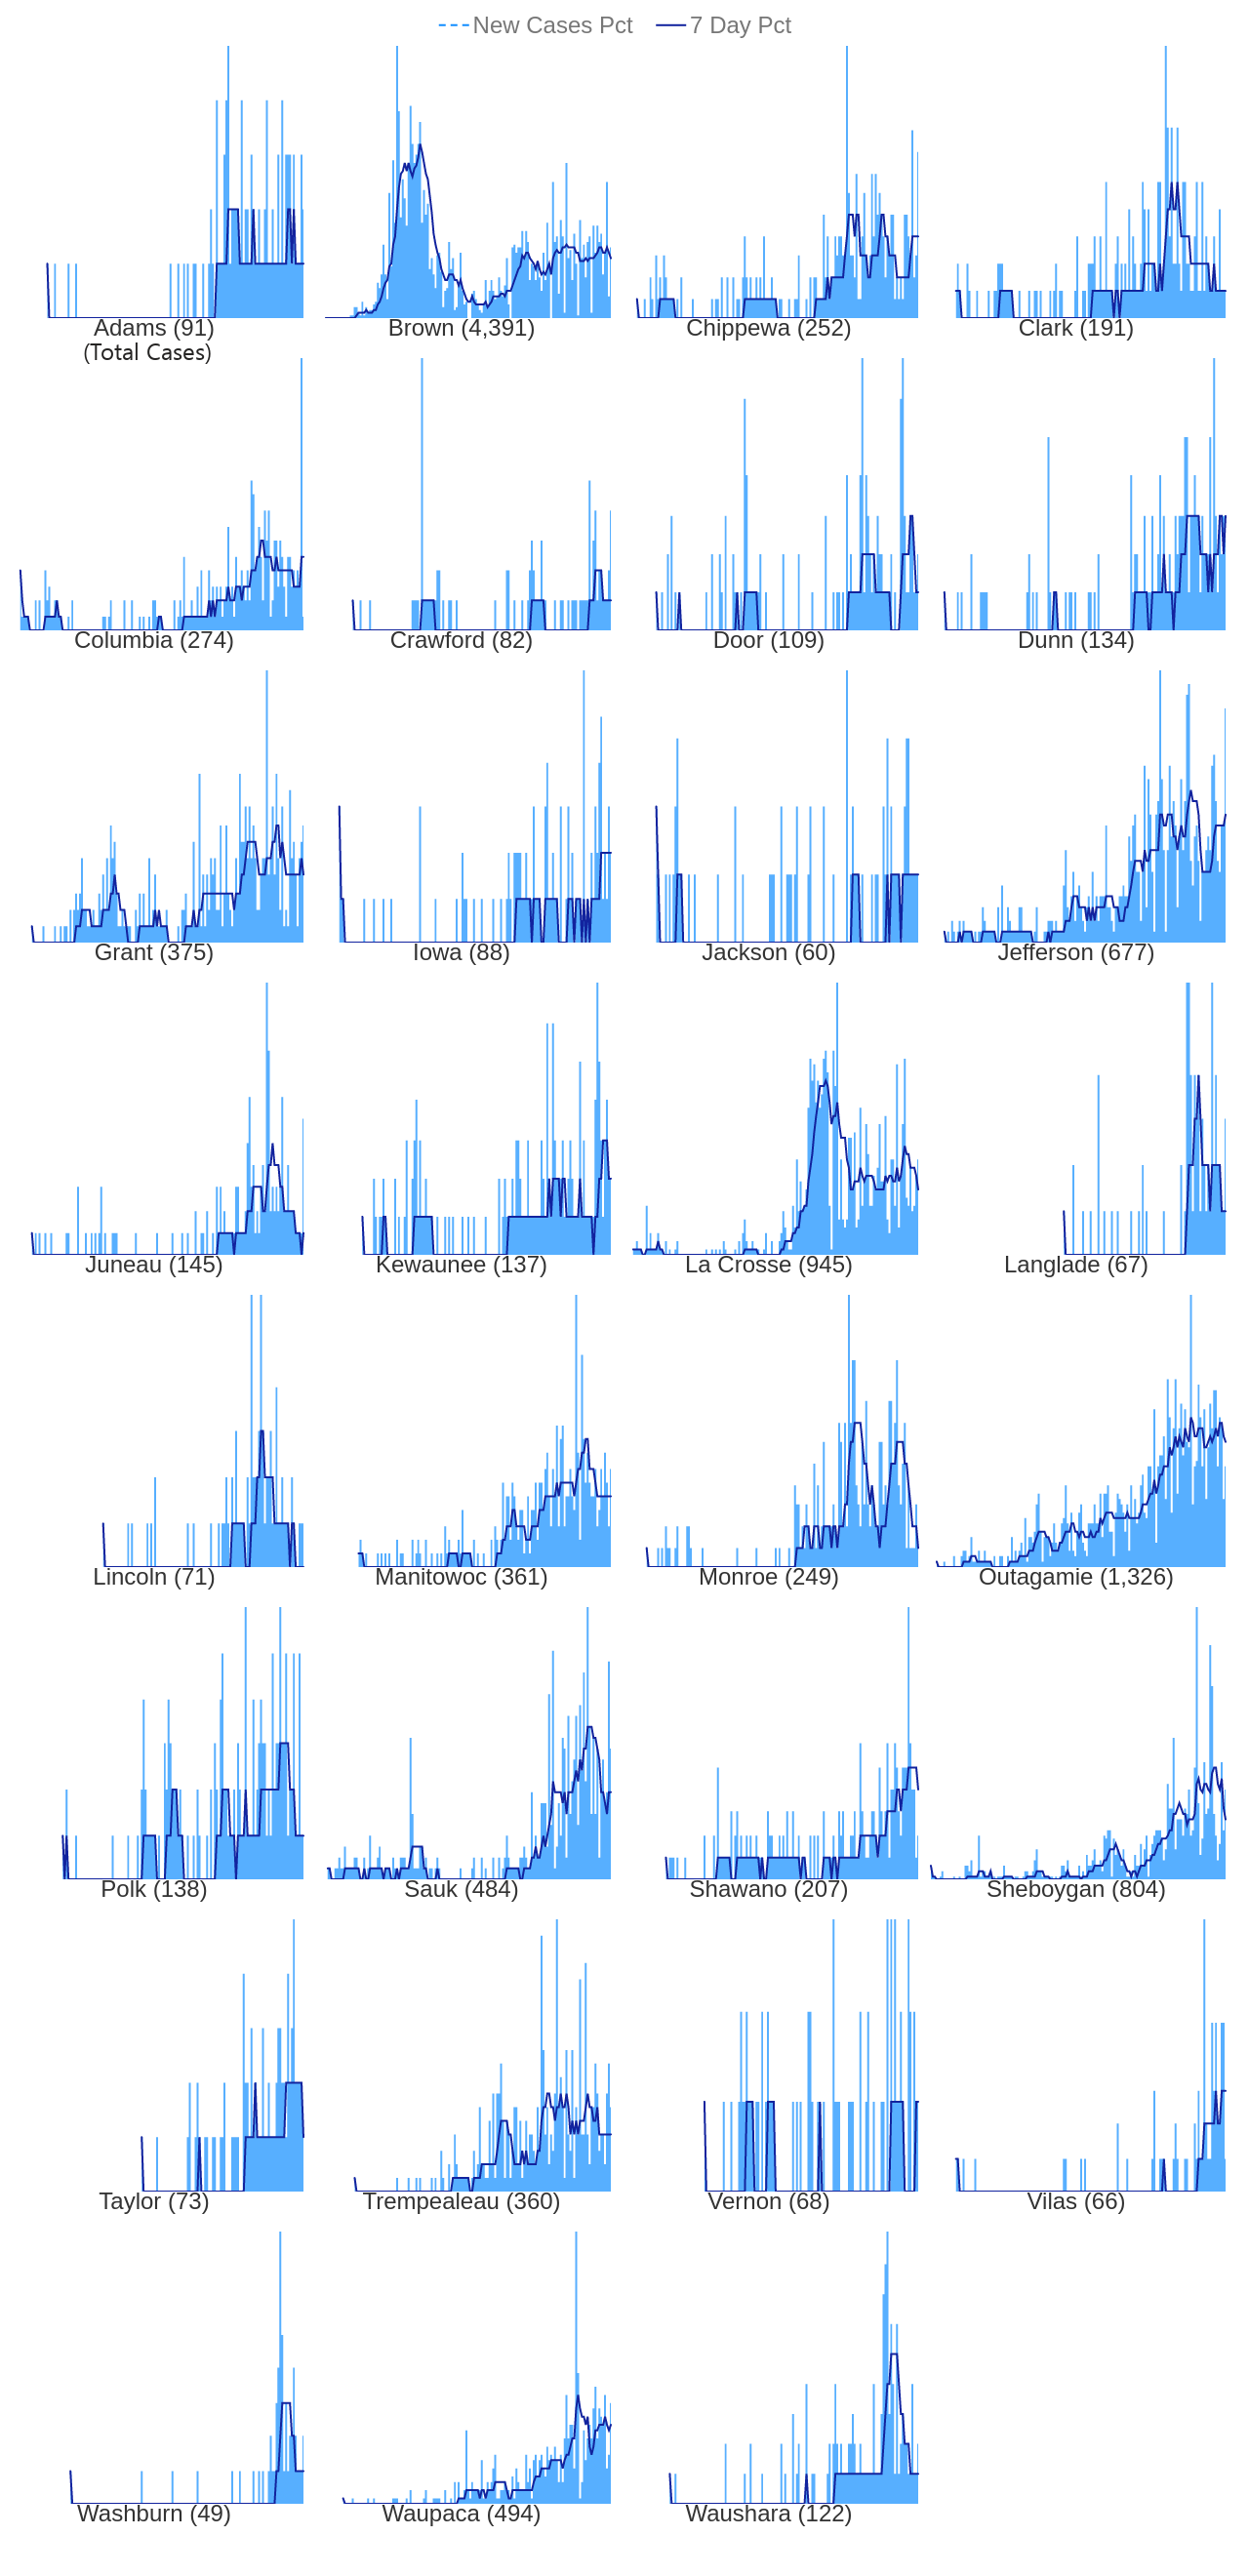 New Cases Pct 7 Day Pct
Adams (91) Brown (4,391) Chippewa (252) Clark (191)
(Total Cases)
Columbia (274) Crawford (82) Door (109) Dunn (134)
Grant (375) Iowa (88) Jackson (60) Jefferson (677)
Juneau (145) Kewaunee (137) La Crosse (945) Langlade (67)
Lincoln (71) Manitowoc (361) Monroe (249) Outagamie (1,326)
Polk (138) Sauk (484) Shawano (207) Sheboygan (804)
Taylor (73) Trempealeau (360) Vernon (68) Vilas (66)
Washburn (49) Waupaca (494) Waushara (122)